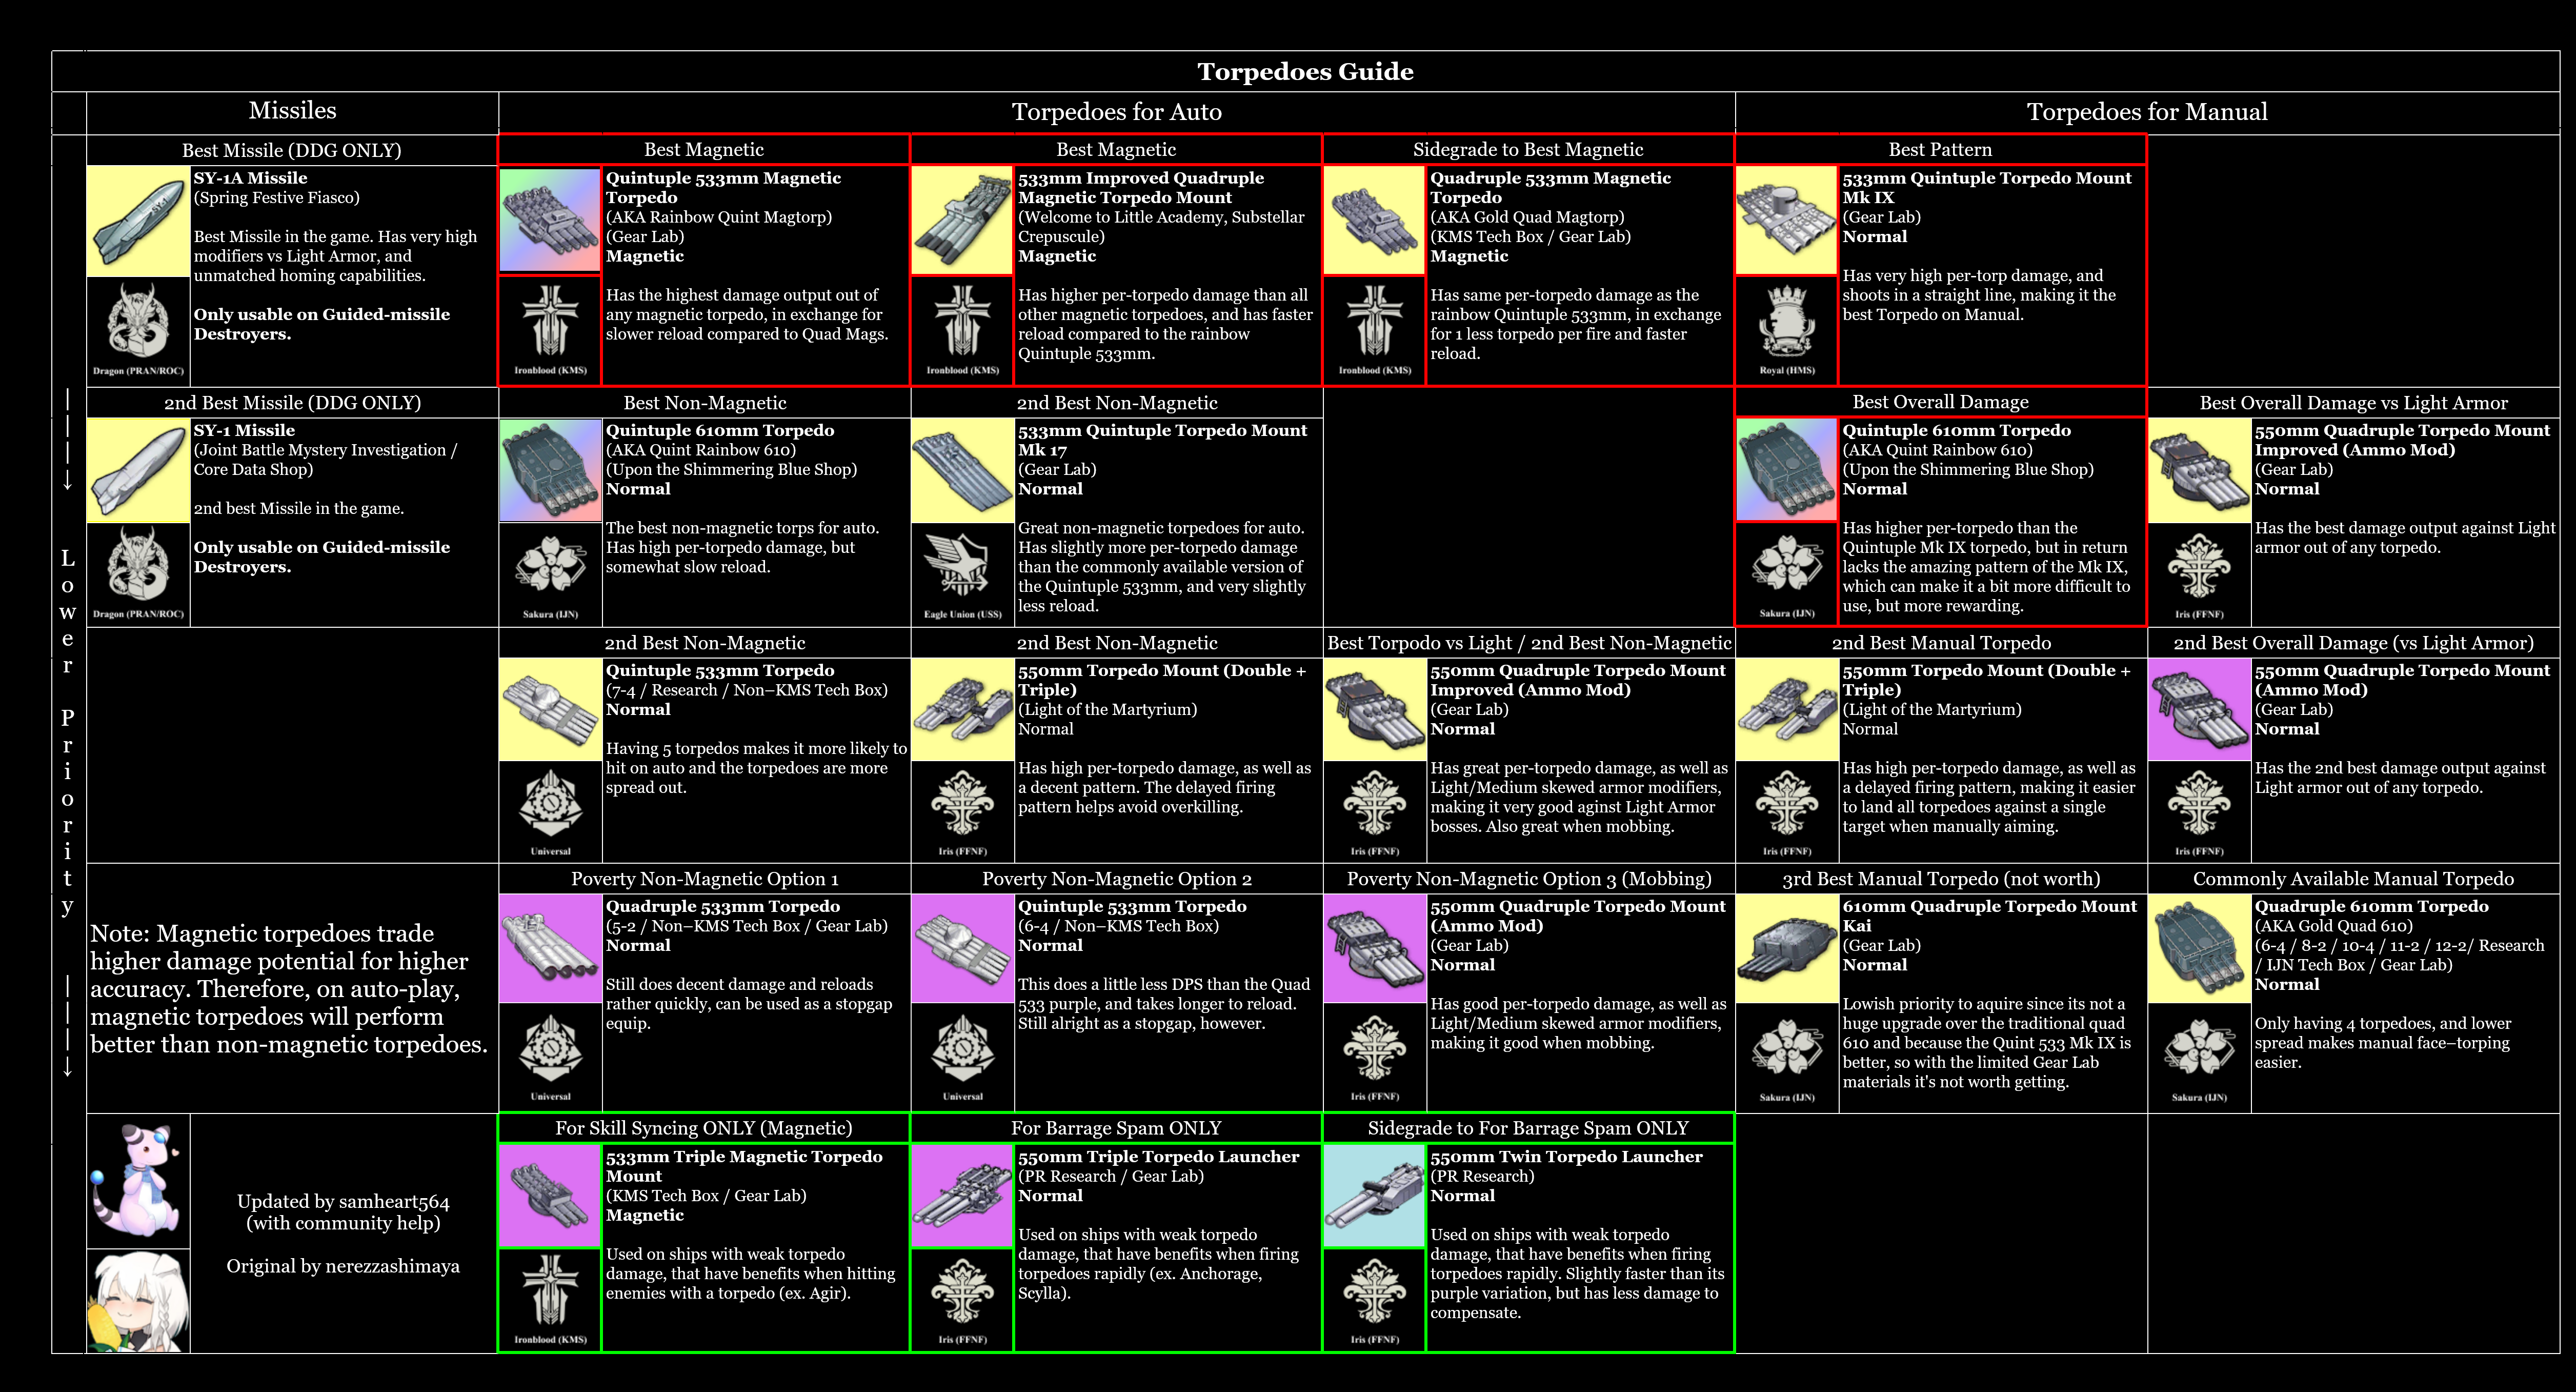 Torpedoes Guide
Missiles
Torpedoes for Auto
Torpedoes for Manual
Lower Priority
Best Missile (DDG ONLY)
SY-1A Missile
(Spring Festive Fiasco)
Best Missile in the game. Has very high
modifiers vs Light Armor, and
unmatched homing capabilities.
Only usable on Guided-missile
Destroyers.
Dragon (PRAN/ROC)
Best Magnetic
Quintuple 533mm Magnetic
Torpedo
(AKA Rainbow Quint Magtorp)
(Gear Lab)
Magnetic
Has the highest damage output out of
any magnetic torpedo, in exchange for
slower reload compared to Quad Mags.
Ironblood (KMS)
Best Magnetic
533mm Improved Quadruple
Magnetic Torpedo Mount
(Welcome to Little Academy, Substellar
Crepuscule)
Magnetic
Has higher per-torpedo damage than all
other magnetic torpedoes, and has faster
reload compared to the rainbow
Quintuple 533mm.
Ironblood (KMS)
Sidegrade to Best Magnetic
Quadruple 533mm Magnetic
Torpedo
(AKA Gold Quad Magtorp)
(KMS Tech Box / Gear Lab)
Magnetic
Has same per-torpedo damage as the
rainbow Quintuple 533mm, in exchange
for 1 less torpedo per fire and faster
reload.
Ironblood (KMS)
Best Pattern
533mm Quintuple Torpedo Mount
Mk IX
(Gear Lab)
Normal
Has very high per-torp damage, and
shoots in a straight line, making it the
best Torpedo on Manual.
Royal (HMS)
2nd Best Missile (DDG ONLY)
SY-1 Missile
(Joint Battle Mystery Investigation /
Core Data Shop)
2nd best Missile in the game.
Only usable on Guided-missile
Destroyers.
Dragon (PRAN/ROC)
Best Non-Magnetic
Quintuple 610mm Torpedo
(AKA Quint Rainbow 610)
(Upon the Shimmering Blue Shop)
Normal
The best non-magnetic torps for auto.
Has high per-torpedo damage, but
somewhat slow reload.
Sakura (IJN)
2nd Best Non-Magnetic
533mm Quintuple Torpedo Mount
Mk 17
(Gear Lab)
Normal
Great non-magnetic torpedoes for auto.
Has slightly more per-torpedo damage
than the commonly available version of
the Quintuple 533mm, and very slightly
less reload.
Eagle Union (USS)
Best Overall Damage
Quintuple 610mm Torpedo
(AKA Quint Rainbow 610)
(Upon the Shimmering Blue Shop)
Normal
Has higher per-torpedo than the
Quintuple Mk IX torpedo, but in return
lacks the amazing pattern of the Mk IX,
which can make it a bit more difficult to
use, but more rewarding.
Sakura (IJN)
Best Overall Damage vs Light Armor
550mm Quadruple Torpedo Mount
Improved (Ammo Mod)
(Gear Lab)
Normal
Has the best damage output against Light
armor out of any torpedo.
Iris (FFNF)
2nd Best Non-Magnetic
Quintuple 533mm Torpedo
(7-4 / Research / Non–KMS Tech Box)
Normal
Having 5 torpedos makes it more likely to
hit on auto and the torpedoes are more
spread out.
Universal
2nd Best Non-Magnetic
550mm Torpedo Mount (Double +
Triple)
(Light of the Martyrium)
Normal
Has high per-torpedo damage, as well as
a decent pattern. The delayed firing
pattern helps avoid overkilling.
Iris (FFNF)
Best Torpodo vs Light / 2nd Best Non-Magnetic
550mm Quadruple Torpedo Mount
Improved (Ammo Mod)
(Gear Lab)
Normal
Has great per-torpedo damage, as well as
Light/Medium skewed armor modifiers,
making it very good aginst Light Armor
bosses. Also great when mobbing.
Iris (FFNF)
2nd Best Manual Torpedo
550mm Torpedo Mount (Double +
Triple)
(Light of the Martyrium)
Normal
Has high per-torpedo damage, as well as
a delayed firing pattern, making it easier
to land all torpedoes against a single
target when manually aiming.
Iris (FFNF)
2nd Best Overall Damage (vs Light Armor)
550mm Quadruple Torpedo Mount
(Ammo Mod)
(Gear Lab)
Normal
Has the 2nd best damage output against
Light armor out of any torpedo.
Iris (FFNF)
Note: Magnetic torpedoes trade
higher damage potential for higher
accuracy. Therefore, on auto-play,
magnetic torpedoes will perform
better than non-magnetic torpedoes.
Poverty Non-Magnetic Option 1
Quadruple 533mm Torpedo
(5-2 / Non–KMS Tech Box / Gear Lab)
Normal
Still does decent damage and reloads
rather quickly, can be used as a stopgap
equip.
Universal
Poverty Non-Magnetic Option 2
Quintuple 533mm Torpedo
(6-4 / Non–KMS Tech Box)
Normal
This does a little less DPS than the Quad
533 purple, and takes longer to reload.
Still alright as a stopgap, however.
Universal
Poverty Non-Magnetic Option 3 (Mobbing)
550mm Quadruple Torpedo Mount
(Ammo Mod)
(Gear Lab)
Normal
Has good per-torpedo damage, as well as
Light/Medium skewed armor modifiers,
making it good when mobbing.
Iris (FFNF)
3rd Best Manual Torpedo (not worth)
610mm Quadruple Torpedo Mount
Kai
(Gear Lab)
Normal
Lowish priority to aquire since its not a
huge upgrade over the traditional quad
610 and because the Quint 533 Mk IX is
better, so with the limited Gear Lab
materials it's not worth getting.
Sakura (IJN)
Commonly Available Manual Torpedo
Quadruple 610mm Torpedo
(AKA Gold Quad 610)
(6-4 / 8-2 / 10-4 / 11-2 / 12-2/ Research
/ IJN Tech Box / Gear Lab)
Normal
Only having 4 torpedoes, and lower
spread makes manual face–torping
easier.
Sakura (IJN)
Updated by samheart564
(with community help)
Original by nerezzashimaya
For Skill Syncing ONLY (Magnetic)
533mm Triple Magnetic Torpedo
Mount
(KMS Tech Box / Gear Lab)
Magnetic
Used on ships with weak torpedo
damage, that have benefits when hitting
enemies with a torpedo (ex. Agir).
Ironblood (KMS)
For Barrage Spam ONLY
550mm Triple Torpedo Launcher
(PR Research / Gear Lab)
Normal
Used on ships with weak torpedo
damage, that have benefits when firing
torpedoes rapidly (ex. Anchorage,
Scylla).
Iris (FFNF)
Sidegrade to For Barrage Spam ONLY
550mm Twin Torpedo Launcher
(PR Research)
Normal
Used on ships with weak torpedo
damage, that have benefits when firing
torpedoes rapidly. Slightly faster than its
purple variation, but has less damage to
compensate.
Iris (FFNF)